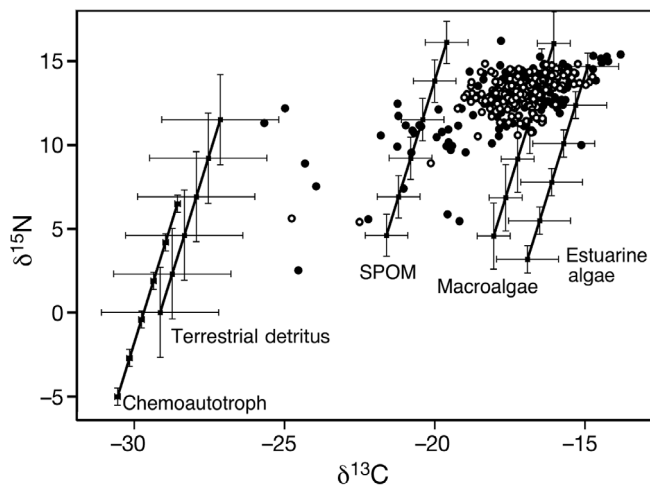 15
10
5
0
−5
δ15N
SPOM
Macroalgae
Estuarine
algae
Terrestrial detritus
Chemoautotroph
−30
−25
−20
−15
δ13C